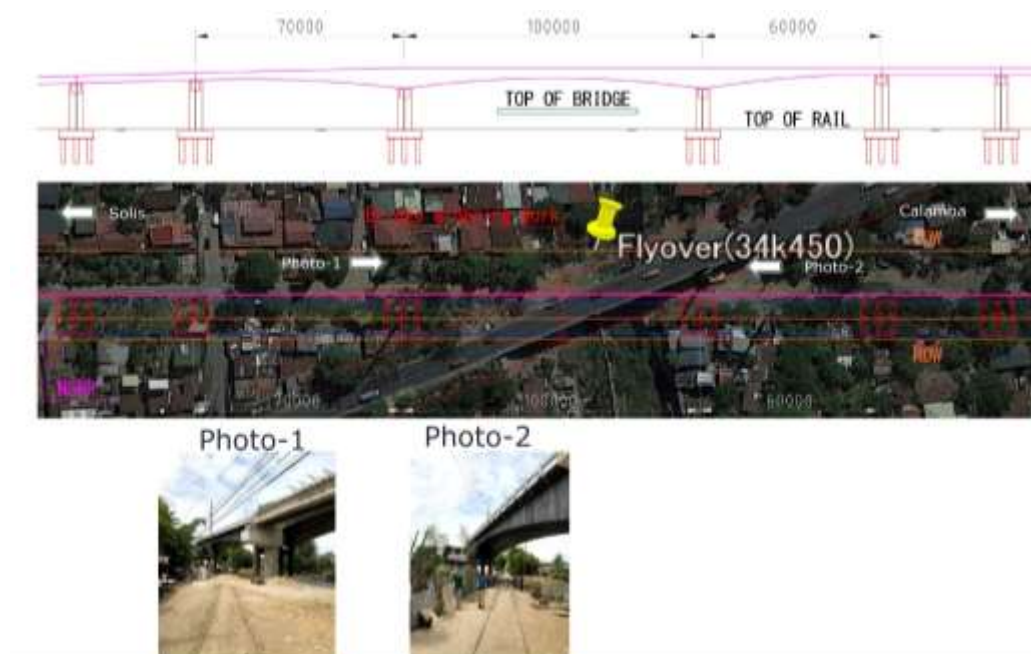 70000 100000 60000
TOP OF BRIDGE
TOP OF RAIL
Solis
Calamba
ROW
Flyover(34k450)
Photo-1
Photo-2
ROW
70000 100000 60000
Photo-1
Photo-2